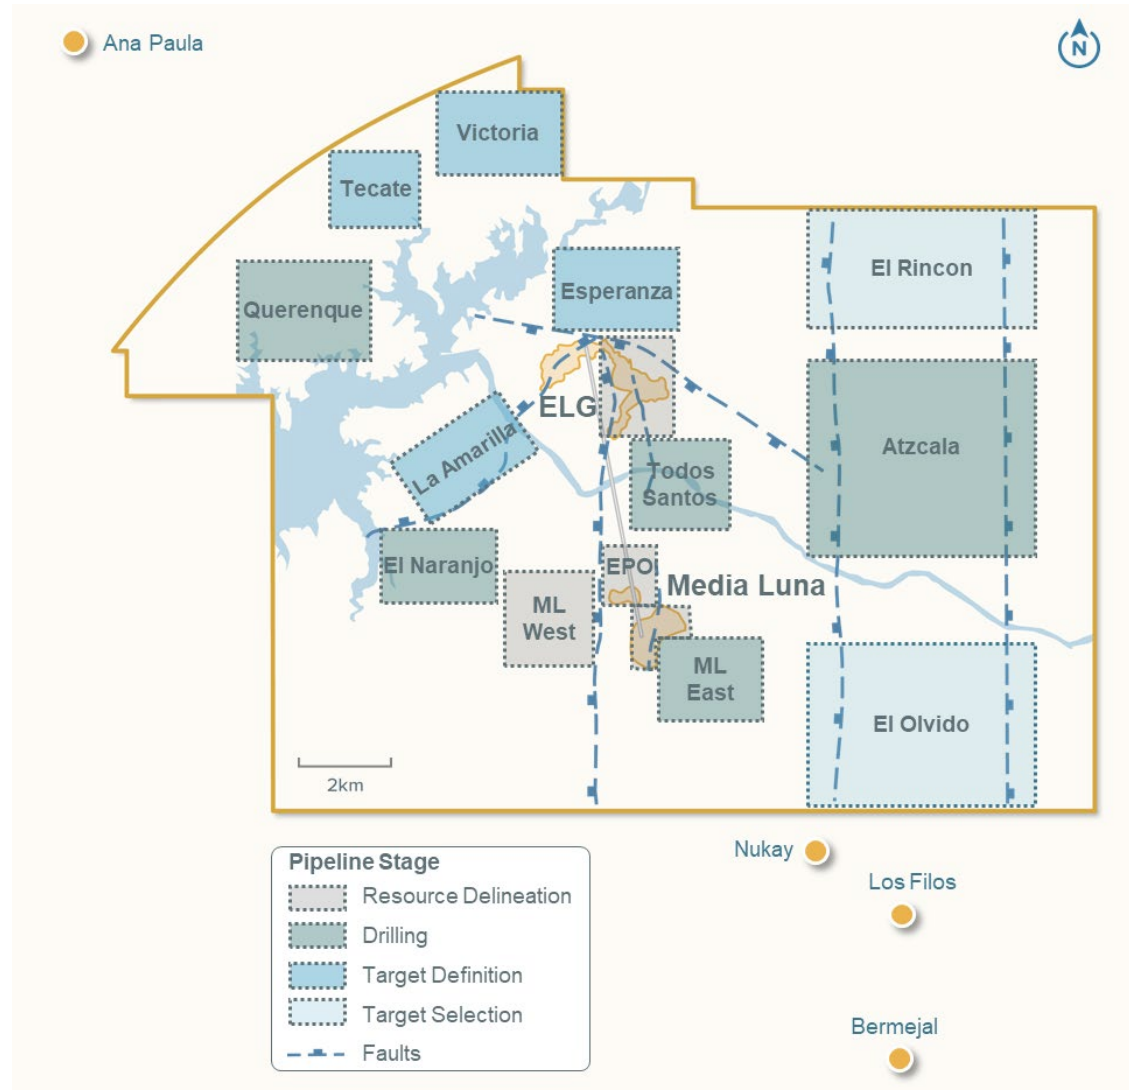 Ana Paula
N
Victoria
Tecate
El Rincon
Esperanza
Querenque
ELG
La Amarilla
Atzcala
Todos
Santos
El Naranjo
EPO
Media Luna
ML
West
ML
East
El Olvido
2km
Nukay
Los Filos
Bermejal
Pipeline Stage
Resource Delineation
Drilling
Target Definition
Target Selection
Faults